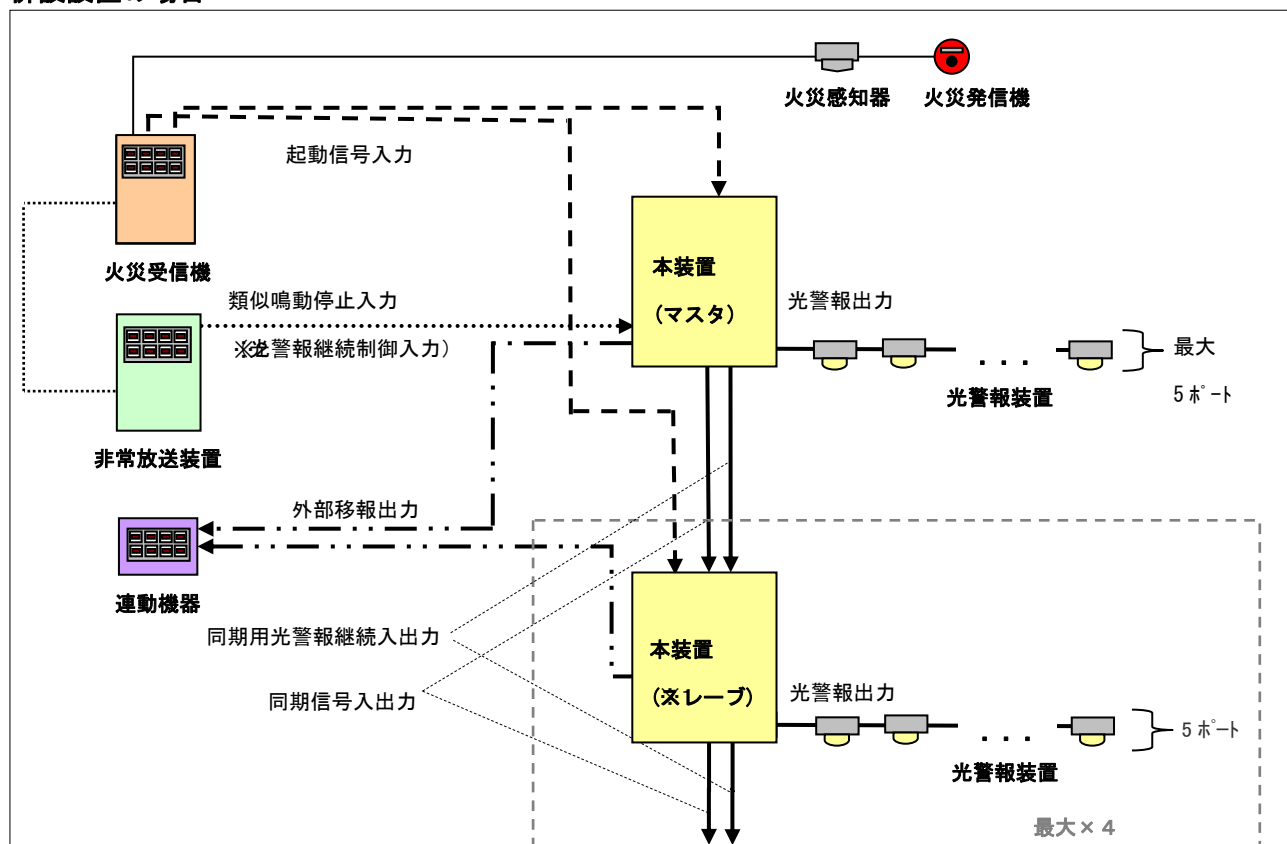 火災感知器
火災発信機
起動信号入力
火災受信機
本装置
(マスタ)
類似鳴動停止入力
光警報継続制御入力)
光警報出力
最大
5ポート
光警報装置
非常放送装置
外部移報出力
連動機器
同期用光警報継続入出力
同期信号入出力
本装置
光警報出力
5ポート
光警報装置
最大×4